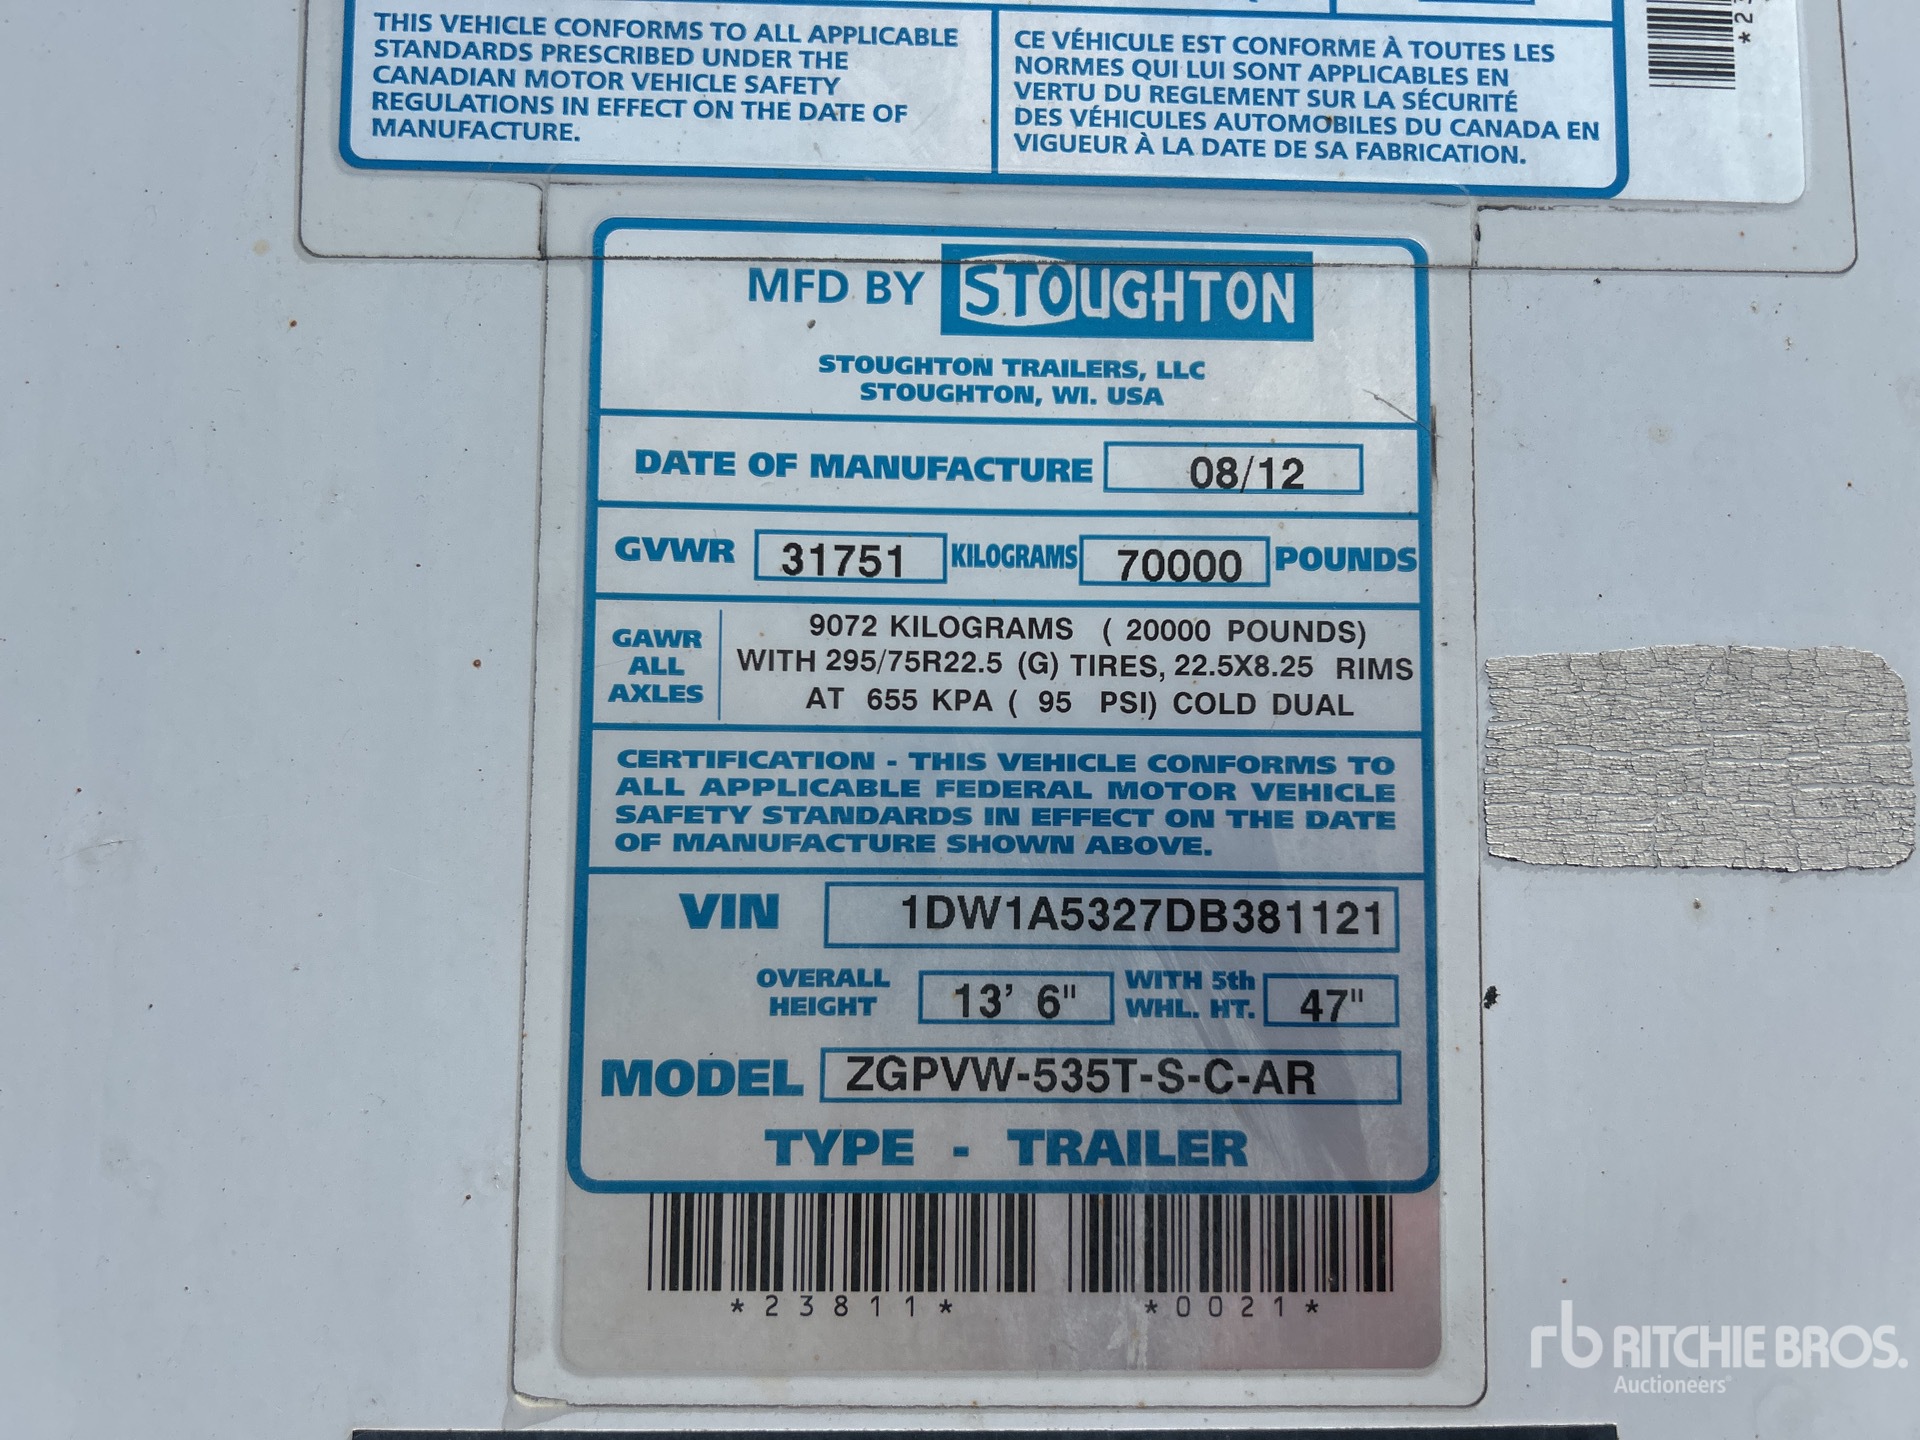 THIS VEHICLE CONFORMS TO ALL APPLICABLE
STANDARDS PRESCRIBED UNDER THE
CANADIAN MOTOR VEHICLE SAFETY
REGULATIONS IN EFFECT ON THE DATE OF
MANUFACTURE.
CE VÉHICULE EST CONFORME À TOUTES LES
NORMES QUI LUI SONT APPLICABLES EN
VERTU DU REGLEMENT SUR LA SÉCURITÉ
DES VÉHICULES AUTOMOBILES DU CANADA EN
VIGUEUR À LA DATE DE SA FABRICATION.
MFD BY STOUGHTON
STOUGHTON TRAILERS, LLC
STOUGHTON, WI. USA
DATE OF MANUFACTURE 08/12
GVWR 31751 KILOGRAMS 70000 POUNDS
GAWR
ALL
AXLES
9072 KILOGRAMS ( 20000 POUNDS)
WITH 295/75R22.5 (G) TIRES, 22.5X8.25 RIMS
AT 655 KPA ( 95 PSI) COLD DUAL
CERTIFICATION - THIS VEHICLE CONFORMS TO
ALL APPLICABLE FEDERAL MOTOR VEHICLE
SAFETY STANDARDS IN EFFECT ON THE DATE
OF MANUFACTURE SHOWN ABOVE.
VIN 1DW1A5327DB381121
OVERALL
HEIGHT
13' 6"
WITH 5th
WHL. HT.
47"
MODEL ZGPVW-535T-S-C-AR
TYPE - TRAILER
*23811* *0021*
rb RITCHIE BROS.
Auctioneers